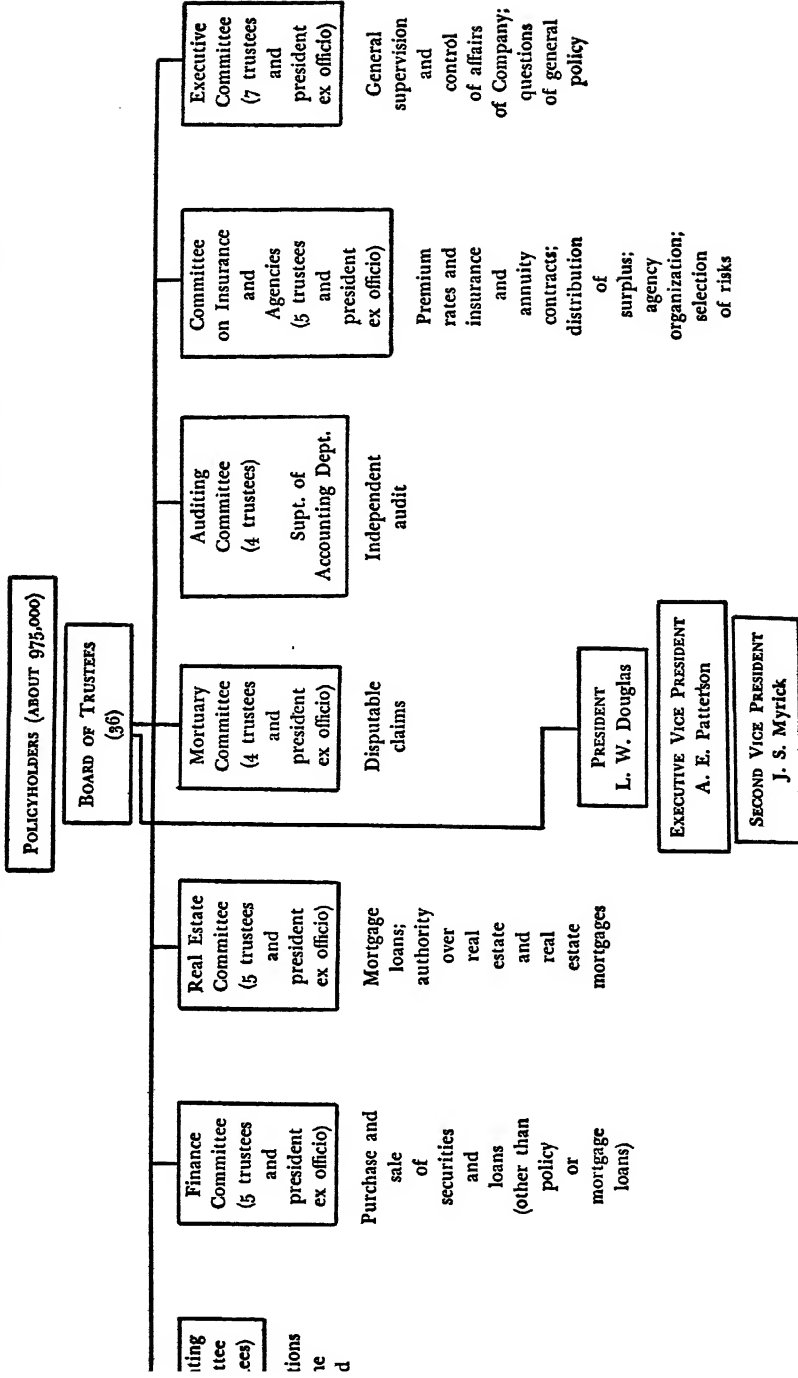 POLICYHOLDERS (ABOUT 975,000)
BOARD OF TRUSTEES
(36)
Finance
Committee
(5 trustees
and
president
ex officio)
Purchase and
sale
of
securities
and
loans
(other than
policy
or
mortgage
loans)
Real Estate
Committee
(5 trustees
and
president
ex officio)
Mortgage
loans;
authority
over
real
estate
and
real
estate
mortgages
Mortuary
Committee
(4 trustees
and
president
ex officio)
Disputable
claims
Auditing
Committee
(4 trustees)
Supt. of
Accounting Dept.
Independent
audit
Committee
on Insurance
and
Agencies
(5 trustees
and
president
ex officio)
Premium
rates and
insurance
and
annuity
contracts;
distribution
of
surplus;
agency
organization;
selection
of risks
Executive
Committee
(7 trustees
and
president
ex officio)
General
supervision
and
control
of affairs
of Company;
questions
of general
policy
PRESIDENT
L. W. Douglas
EXECUTIVE VICE PRESIDENT
A. E. Patterson
SECOND VICE PRESIDENT
J. S. Myrick